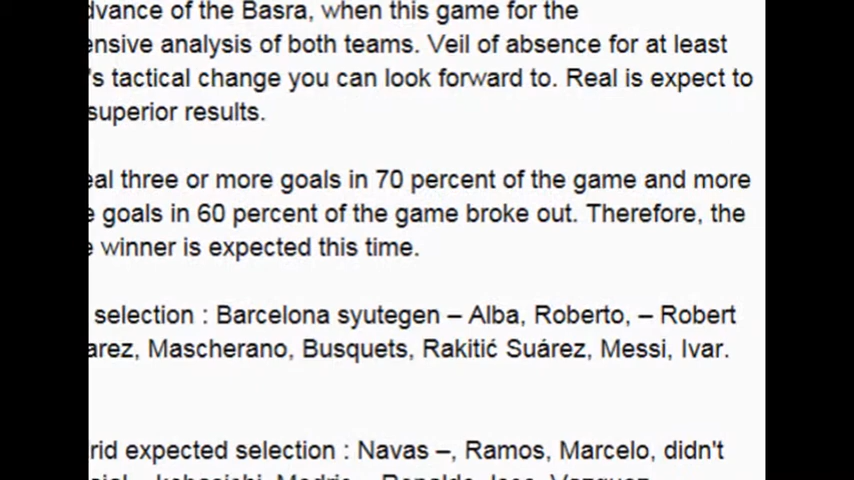 dvance of the Basra, when this game for the
ensive analysis of both teams. Veil of absence for at least
's tactical change you can look forward to. Real is expect to
superior results.
eal three or more goals in 70 percent of the game and more
e goals in 60 percent of the game broke out. Therefore, the
e winner is expected this time.
selection : Barcelona syutegen – Alba, Roberto, – Robert
arez, Mascherano, Busquets, Rakitić Suárez, Messi, Ivar.
rid expected selection : Navas –, Ramos, Marcelo, didn't